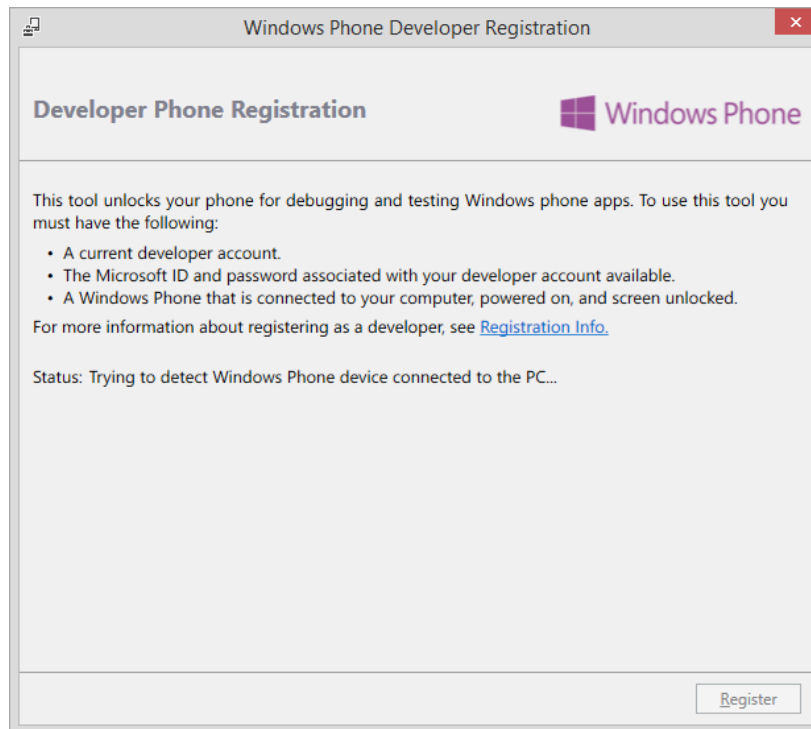 Windows Phone Developer Registration
Developer Phone Registration
Windows Phone
This tool unlocks your phone for debugging and testing Windows phone apps. To use this tool you
must have the following:
• A current developer account.
• The Microsoft ID and password associated with your developer account available.
• A Windows Phone that is connected to your computer, powered on, and screen unlocked.
For more information about registering as a developer, see Registration Info.
Status: Trying to detect Windows Phone device connected to the PC...
Register